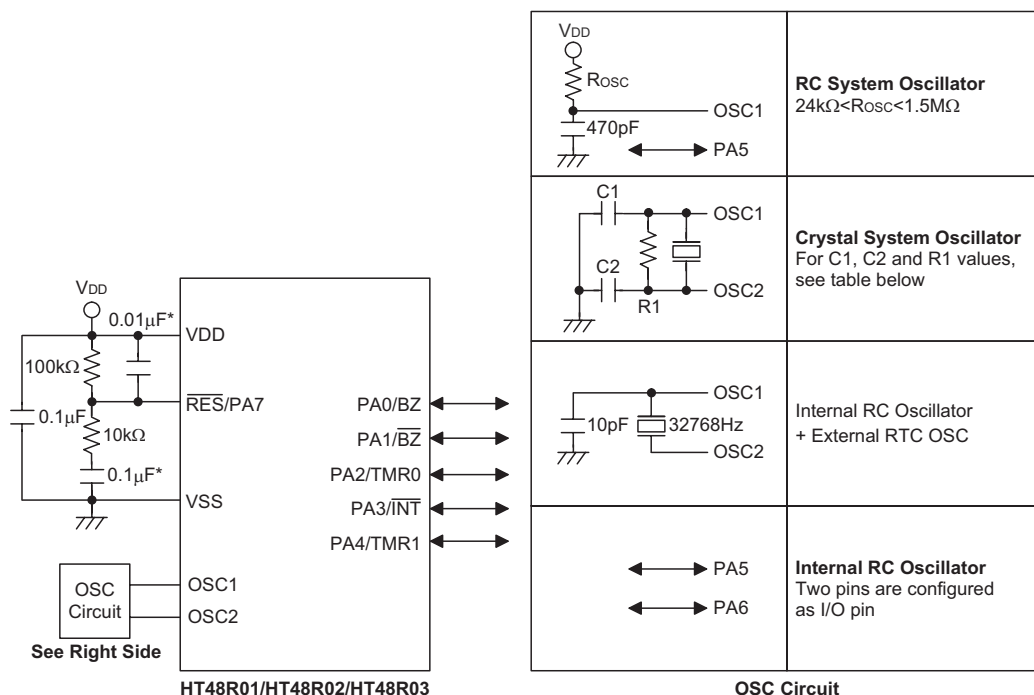 VDD
0.01μF*
VDD
100kΩ
RES/PA7
0.1μF
10kΩ
0.1μF*
VSS
OSC
Circuit
OSC1
OSC2
See Right Side
PA0/BZ
PA1/BZ
PA2/TMR0
PA3/INT
PA4/TMR1
HT48R01/HT48R02/HT48R03
VDD
ROSC
OSC1
470pF
PA5
RC System Oscillator
24kΩ<ROSC<1.5MΩ
C1
OSC1
C2
OSC2
R1
Crystal System Oscillator
For C1, C2 and R1 values,
see table below
OSC1
10pF
32768Hz
OSC2
Internal RC Oscillator
+ External RTC OSC
PA5
PA6
Internal RC Oscillator
Two pins are configured
as I/O pin
OSC Circuit